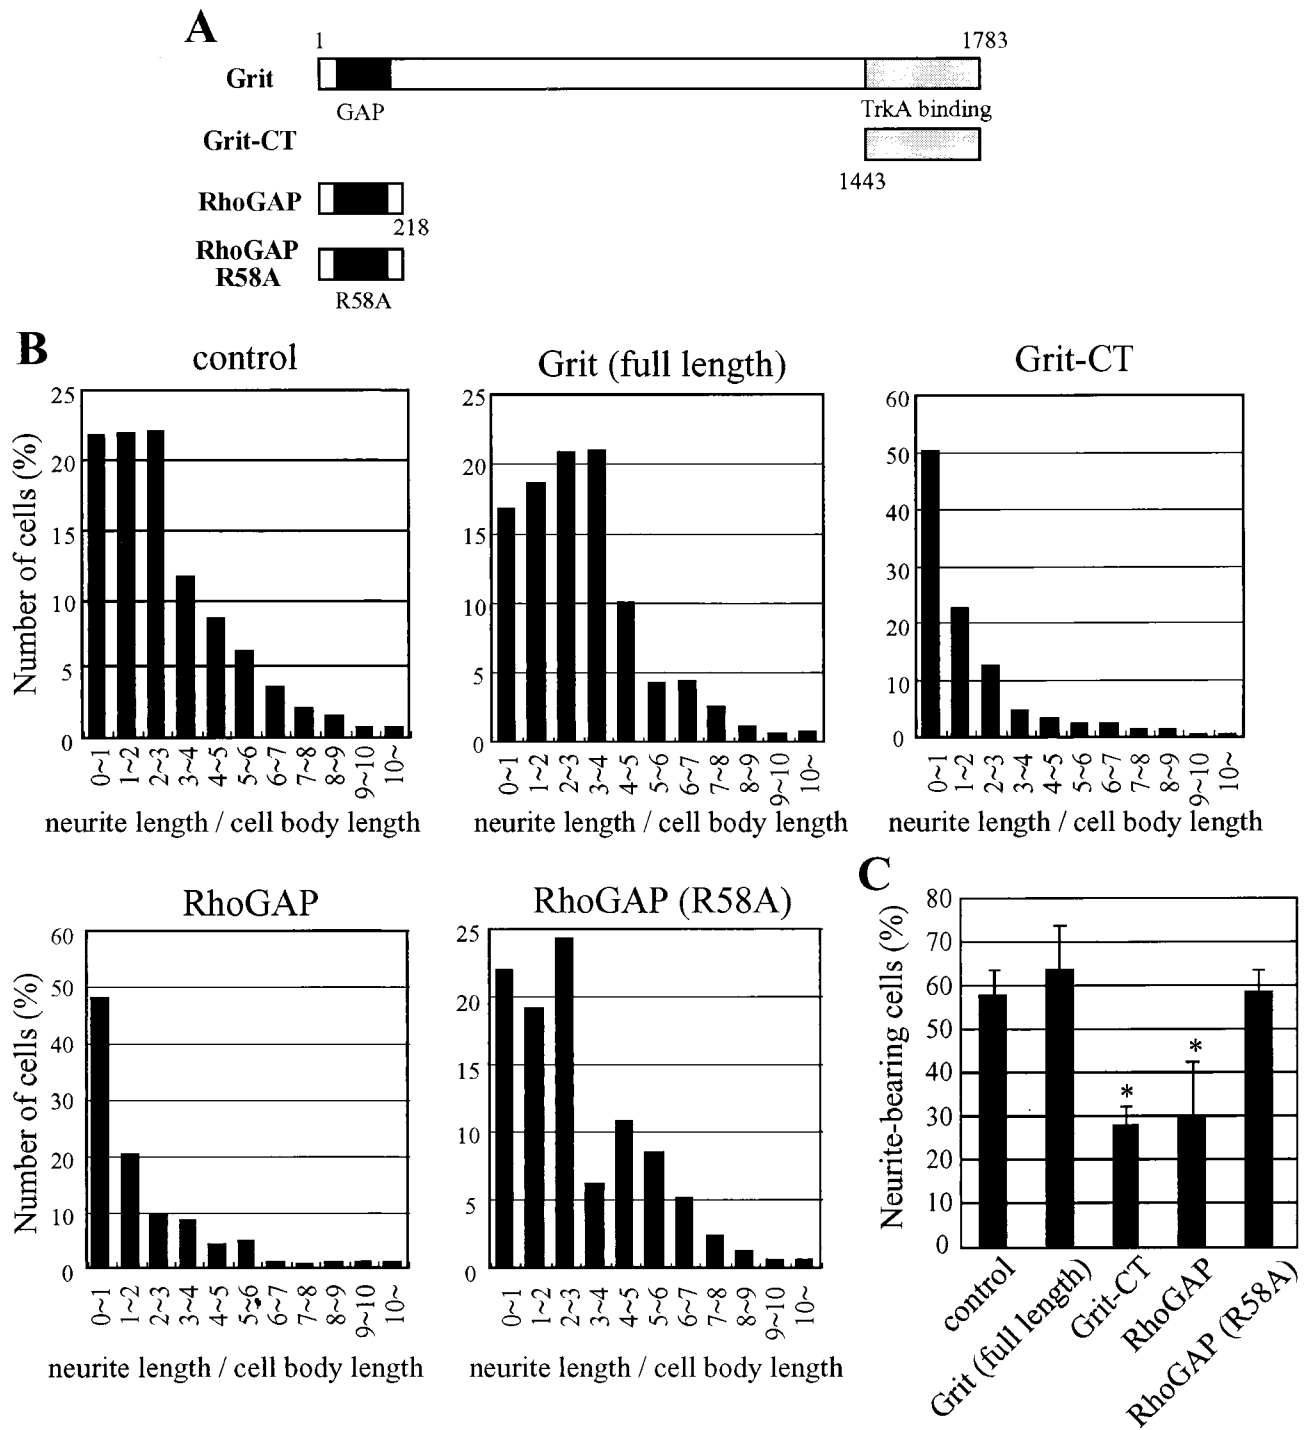 A
1 1783
Grit
GAP TrkA binding
Grit-CT
1443
RhoGAP
218
RhoGAP
R58A
R58A
B
control
25
20
15
10
5
0
Number of cells (%)
0~1 1~2 2~3 3~4 4~5 5~6 6~7 7~8 8~9 9~10 10~
neurite length / cell body length
Grit (full length)
25
20
15
10
5
0
0~1 1~2 2~3 3~4 4~5 5~6 6~7 7~8 8~9 9~10 10~
neurite length / cell body length
Grit-CT
60
50
40
30
20
10
0
0~1 1~2 2~3 3~4 4~5 5~6 6~7 7~8 8~9 9~10 10~
neurite length / cell body length
RhoGAP
60
50
40
30
20
10
0
Number of cells (%)
0~1 1~2 2~3 3~4 4~5 5~6 6~7 7~8 8~9 9~10 10~
neurite length / cell body length
RhoGAP (R58A)
25
20
15
10
5
0
0~1 1~2 2~3 3~4 4~5 5~6 6~7 7~8 8~9 9~10 10~
neurite length / cell body length
C
80
70
60
50
40
30
20
10
0
Neurite-bearing cells (%)
*
*
control
Grit (full length)
Grit-CT
RhoGAP
RhoGAP (R58A)